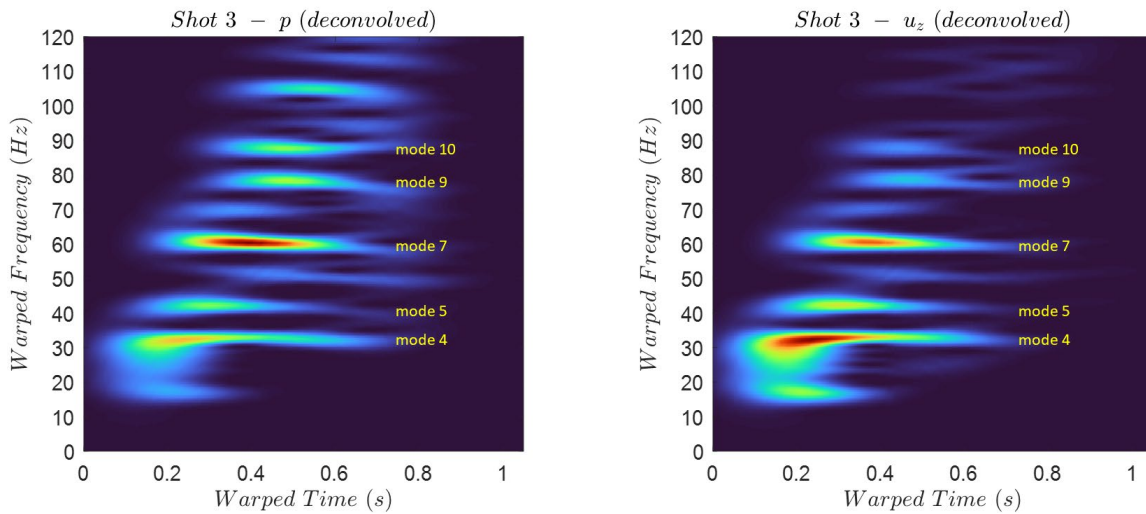 Shot 3 − p (deconvolved)
120
110
100
90
80
70
60
50
40
30
20
10
0
Warped Frequency (Hz)
mode 10
mode 9
mode 7
mode 5
mode 4
0 0.2 0.4 0.6 0.8 1
Warped Time (s)
Shot 3 − u_z (deconvolved)
120
110
100
90
80
70
60
50
40
30
20
10
0
Warped Frequency (Hz)
mode 10
mode 9
mode 7
mode 5
mode 4
0 0.2 0.4 0.6 0.8 1
Warped Time (s)